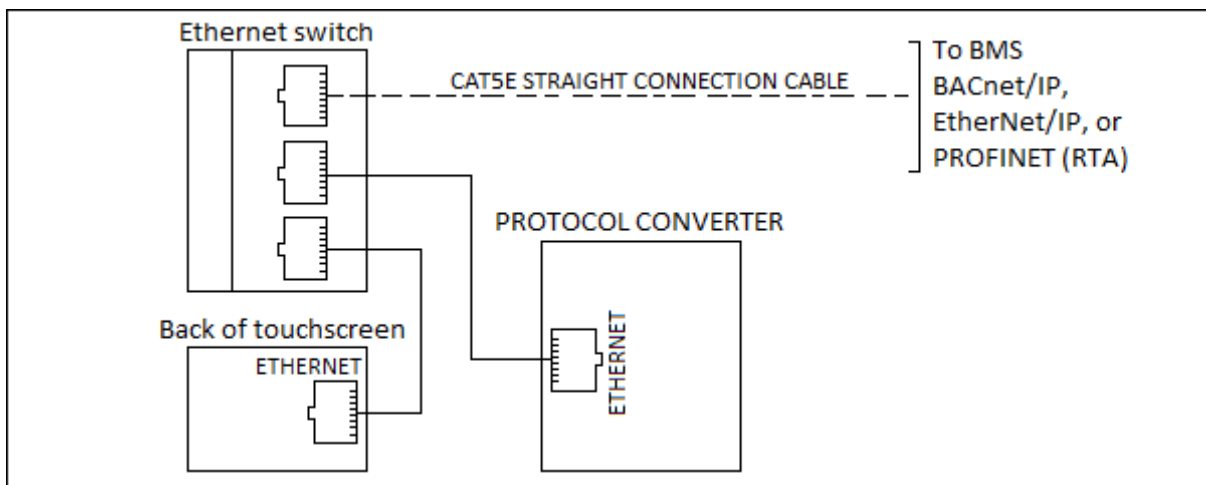 Ethernet switch
CAT5E STRAIGHT CONNECTION CABLE
To BMS
BACnet/IP,
EtherNet/IP, or
PROFINET (RTA)
PROTOCOL CONVERTER
ETHERNET
Back of touchscreen
ETHERNET